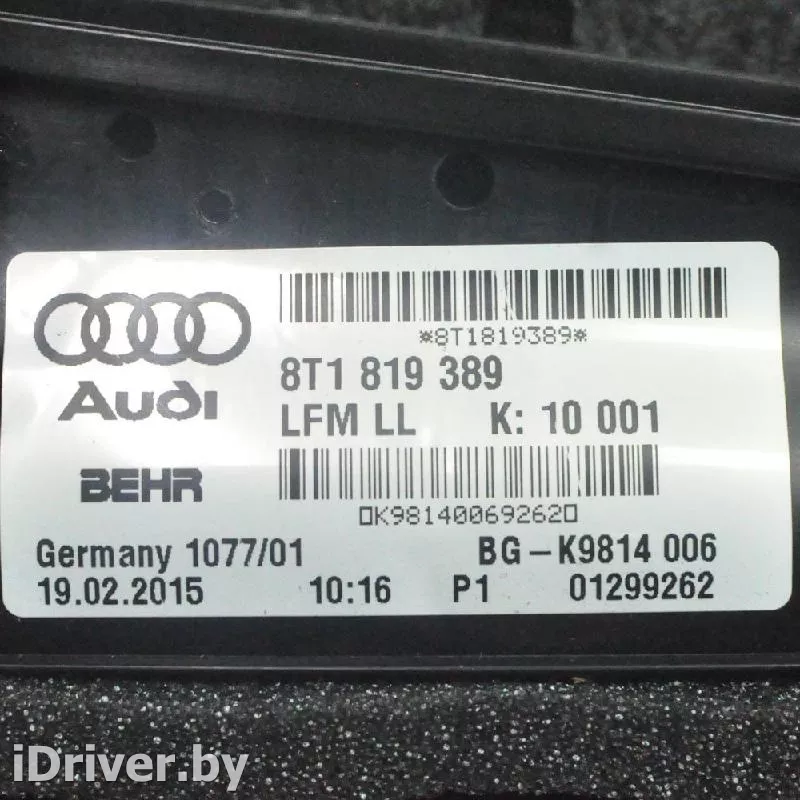 *8T1819389*
Audi
8T1 819 389
LFM LL K: 10 001
BEHR
▯K98140069262▯
Germany 1077/01 BG-K9814 006
19.02.2015 10:16 P1 01299262
iDriver.by